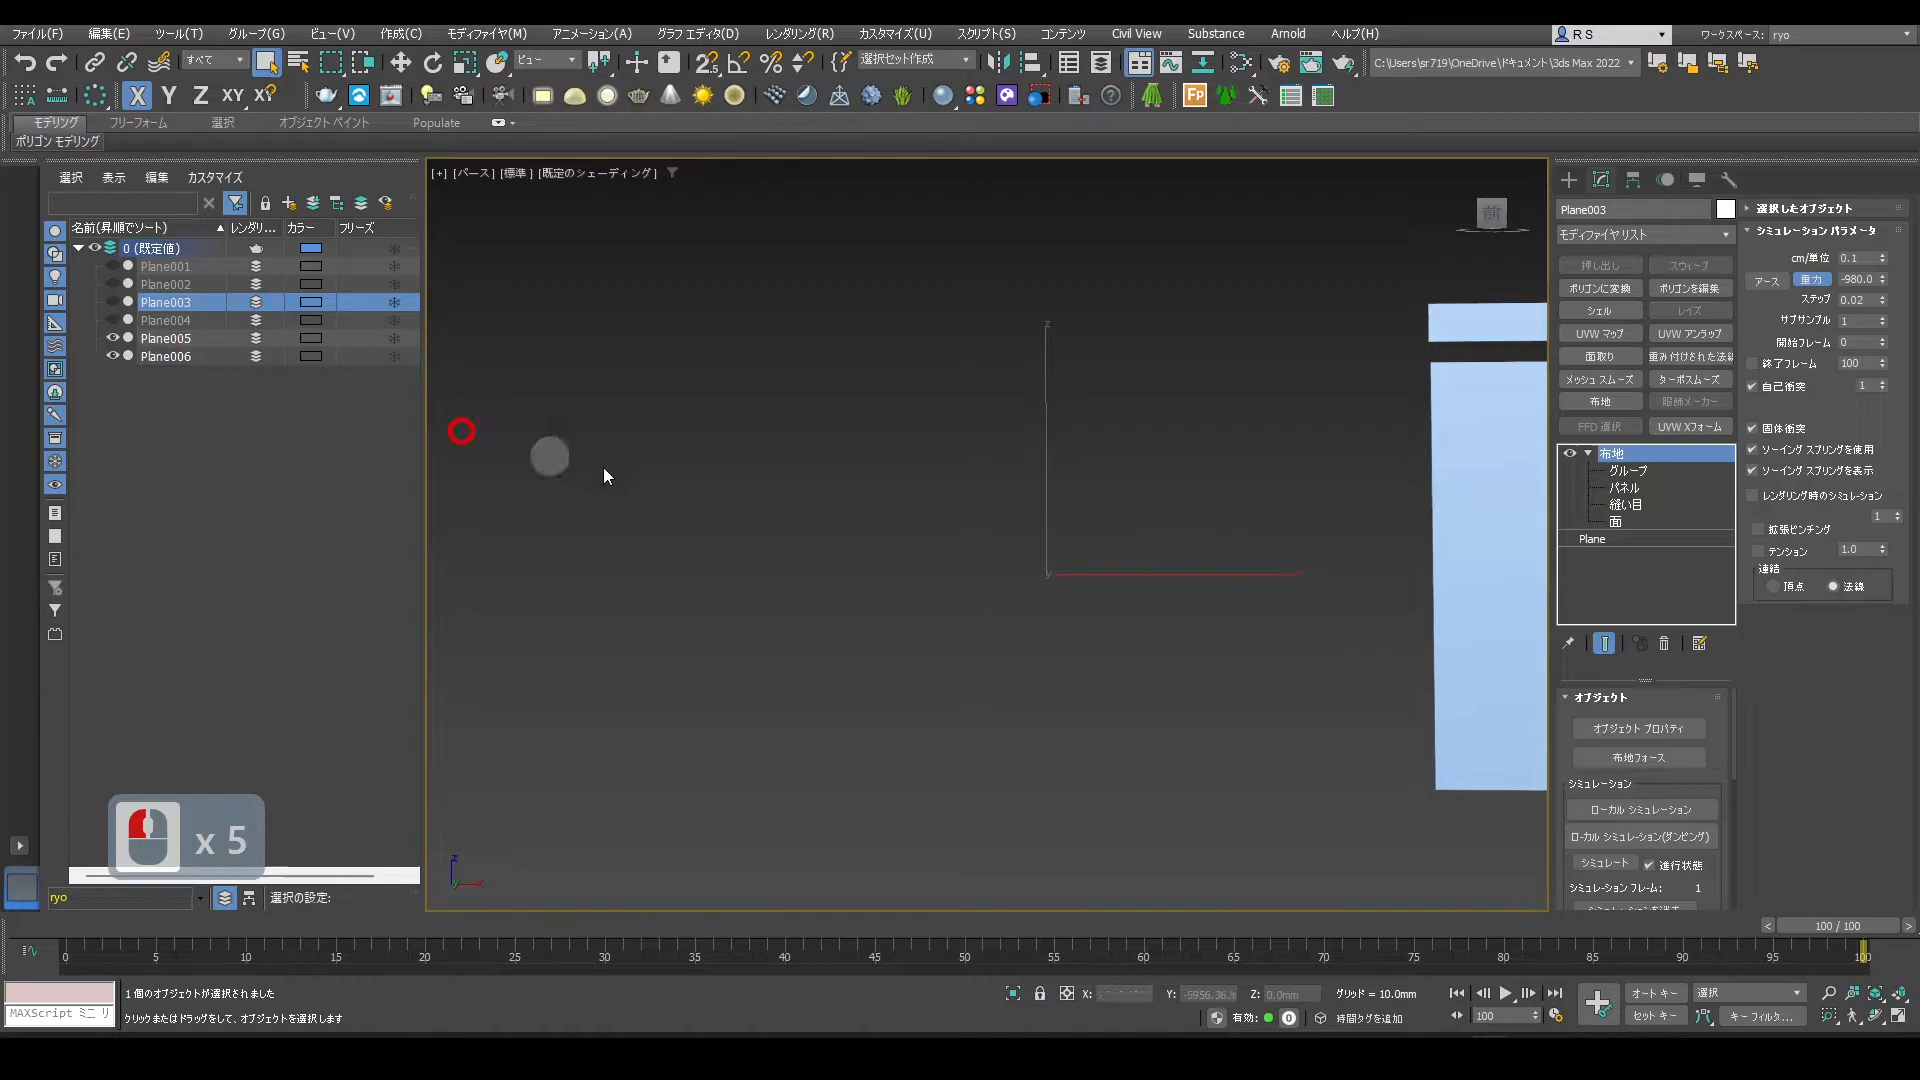 ファイル(F) 編集(E) ツール(T) グループ(G) ビュー(V) 作成(C) モディファイヤ(M) アニメーション(A) グラフ エディタ(D) レンダリング(R) カスタマイズ(U) スクリプト(S) コンテンツ Civil View Substance Arnold ヘルプ(H) R S ワークスペース: ryo
すべて ビュー 選択セット作成 C:\Users\sr719\OneDrive\ドキュメント\3ds Max 2022
X Y Z XY X? Fp
モデリング フリーフォーム 選択 オブジェクト ペイント Populate
ポリゴン モデリング
選択 表示 編集 カスタマイズ
名前(昇順でソート) レンダリ... カラー フリーズ
0 (既定値)
Plane001
Plane002
Plane003
Plane004
Plane005
Plane006
x 5
ryo 選択の設定:
[+] [パース] [標準 ] [既定のシェーディング ]
前
z
y
x
z
y x
Plane003
モディファイヤ リスト
押し出し スウィープ
ポリゴンに変換 ポリゴンを編集
シェル レイズ
UVW マップ UVW アンラップ
面取り 重み付けされた法線
メッシュ スムーズ ターボスムーズ
布地 服飾メーカー
FFD 選択 UVW Xフォーム
布地
グループ
パネル
縫い目
面
Plane
オブジェクト
オブジェクト プロパティ
布地フォース
シミュレーション
ローカル シミュレーション
ローカル シミュレーション(ダンピング)
シミュレート 進行状態
シミュレーション フレーム: 1
選択したオブジェクト
シミュレーション パラメータ
cm/単位 0.1
アース 重力 -980.0
ステップ 0.02
サブサンプル 1
開始フレーム 0
終了フレーム 100
自己衝突 1
固体衝突
ソーイング スプリングを使用
ソーイング スプリングを表示
レンダリング時のシミュレーション
1
拡張ピンチング
テンション 1.0
連結
頂点 法線
< 100 / 100 >
0 5 10 15 20 25 30 35 40 45 50 55 60 65 70 75 80 85 90 95 100
MAXScript ミニ リ
1 個のオブジェクトが選択されました
クリックまたはドラッグをして、オブジェクトを選択します
X: Y: -5956.36 Z: 0.0mm グリッド = 10.0mm
有効: 0 時間タグを追加
100
オート キー 選択
セット キー キー フィルタ...